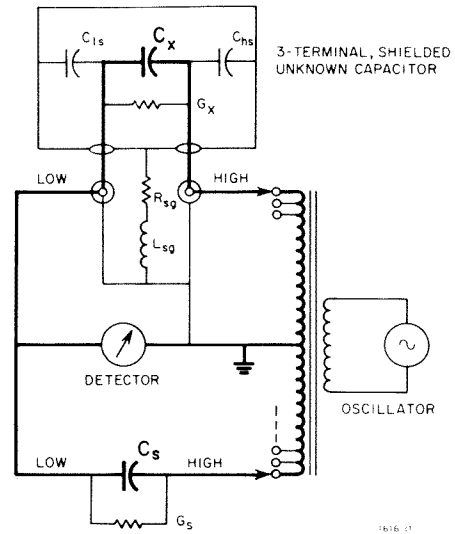 C1s
Cx
Chs
3-TERMINAL, SHIELDED
UNKNOWN CAPACITOR
Gx
LOW
HIGH
Rsg
Lsg
DETECTOR
OSCILLATOR
Cs
LOW
HIGH
Gs